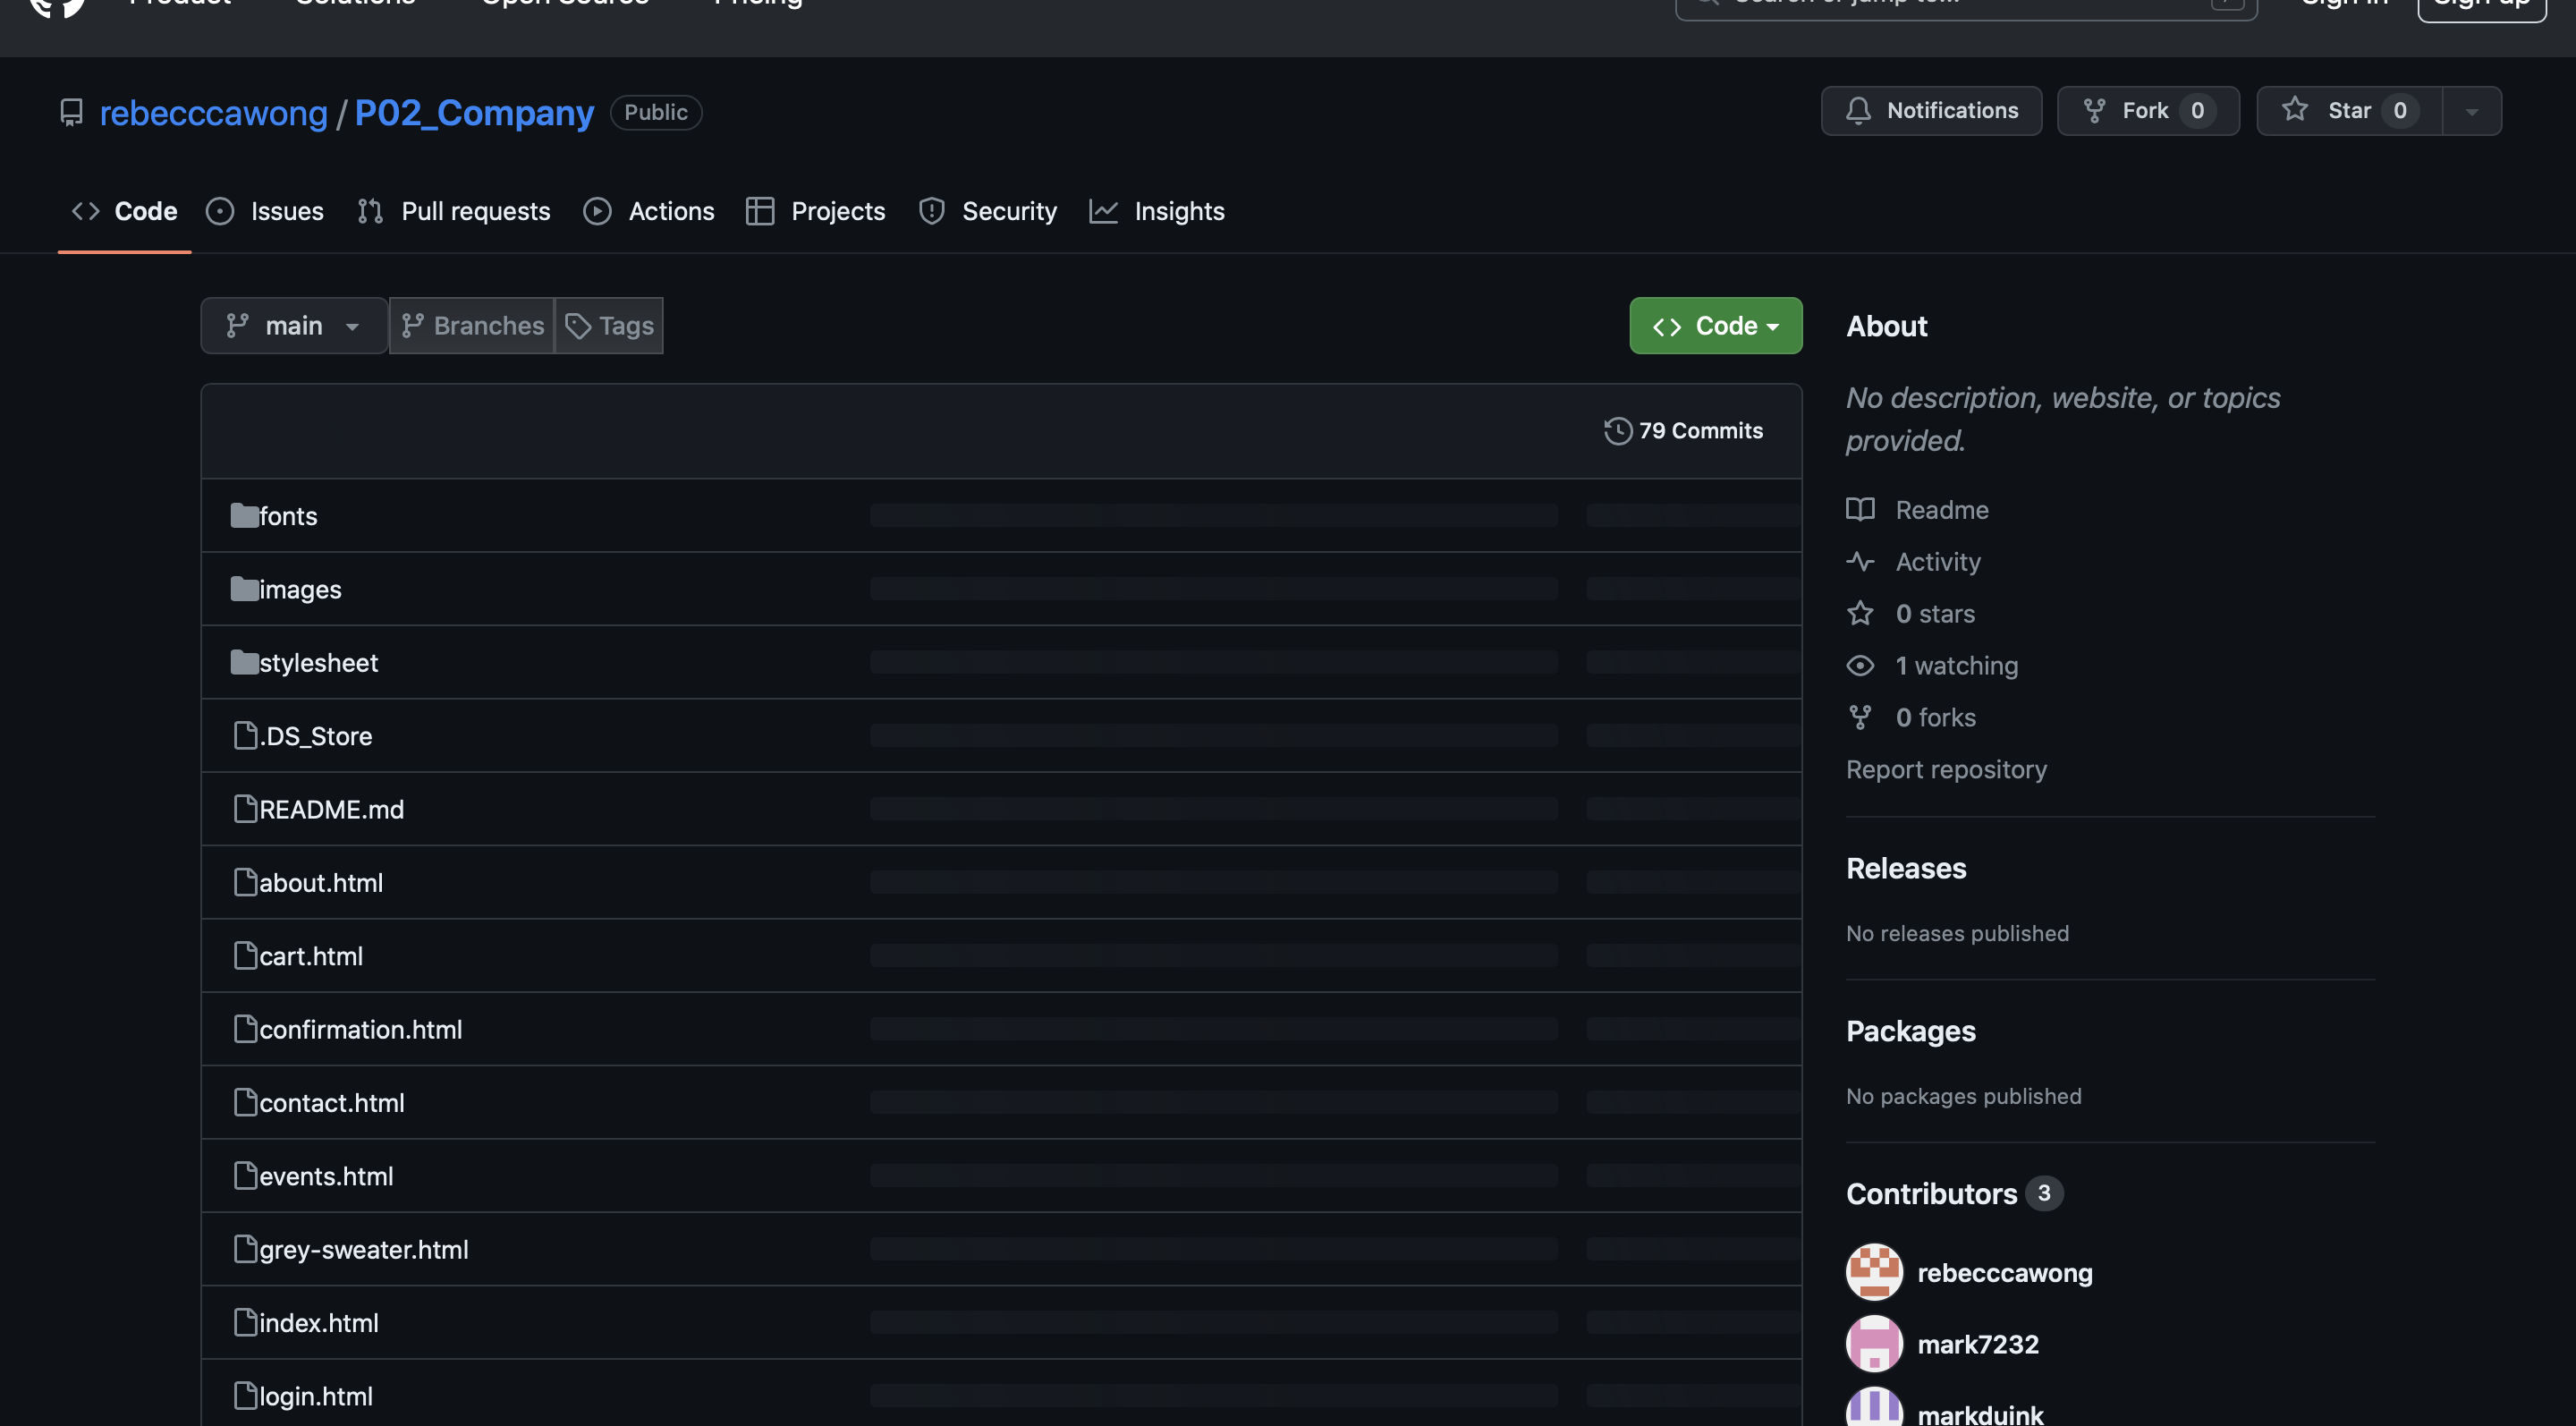 Product Solutions Open Source Pricing Search or jump to... Sign in Sign up
rebecccawong / P02_Company Public Notifications Fork 0 Star 0
Code Issues Pull requests Actions Projects Security Insights
main Branches Tags Code
79 Commits
fonts
images
stylesheet
.DS_Store
README.md
about.html
cart.html
confirmation.html
contact.html
events.html
grey-sweater.html
index.html
login.html
About
No description, website, or topics
provided.
Readme
Activity
0 stars
1 watching
0 forks
Report repository
Releases
No releases published
Packages
No packages published
Contributors 3
rebecccawong
mark7232
markduink